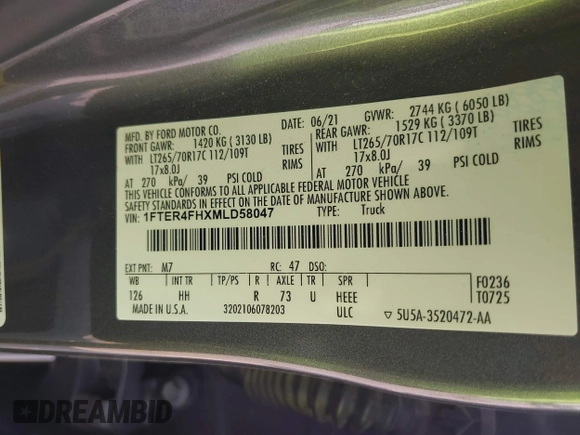 MFD. BY FORD MOTOR CO.
DATE: 06/21 GVWR: 2744 KG ( 6050 LB)
FRONT GAWR: 1420 KG ( 3130 LB) REAR GAWR: 1529 KG ( 3370 LB)
WITH LT265/70R17C 112/109T TIRES WITH LT265/70R17C 112/109T TIRES
17x8.0J RIMS 17x8.0J RIMS
AT 270 kPa/ 39 PSI COLD AT 270 kPa/ 39 PSI COLD
THIS VEHICLE CONFORMS TO ALL APPLICABLE FEDERAL MOTOR VEHICLE
SAFETY STANDARDS IN EFFECT ON THE DATE OF MANUFACTURE SHOWN ABOVE.
VIN: 1FTER4FHXMLD58047 TYPE: Truck
EXT PNT: M7 RC: 47 DSO:
WB INT TR TP/PS R AXLE TR SPR F0236
126 HH R 73 U HEEE T0725
MADE IN U.S.A. 3202106078203 ULC ▽ 5U5A-3520472-AA
DREAMBID